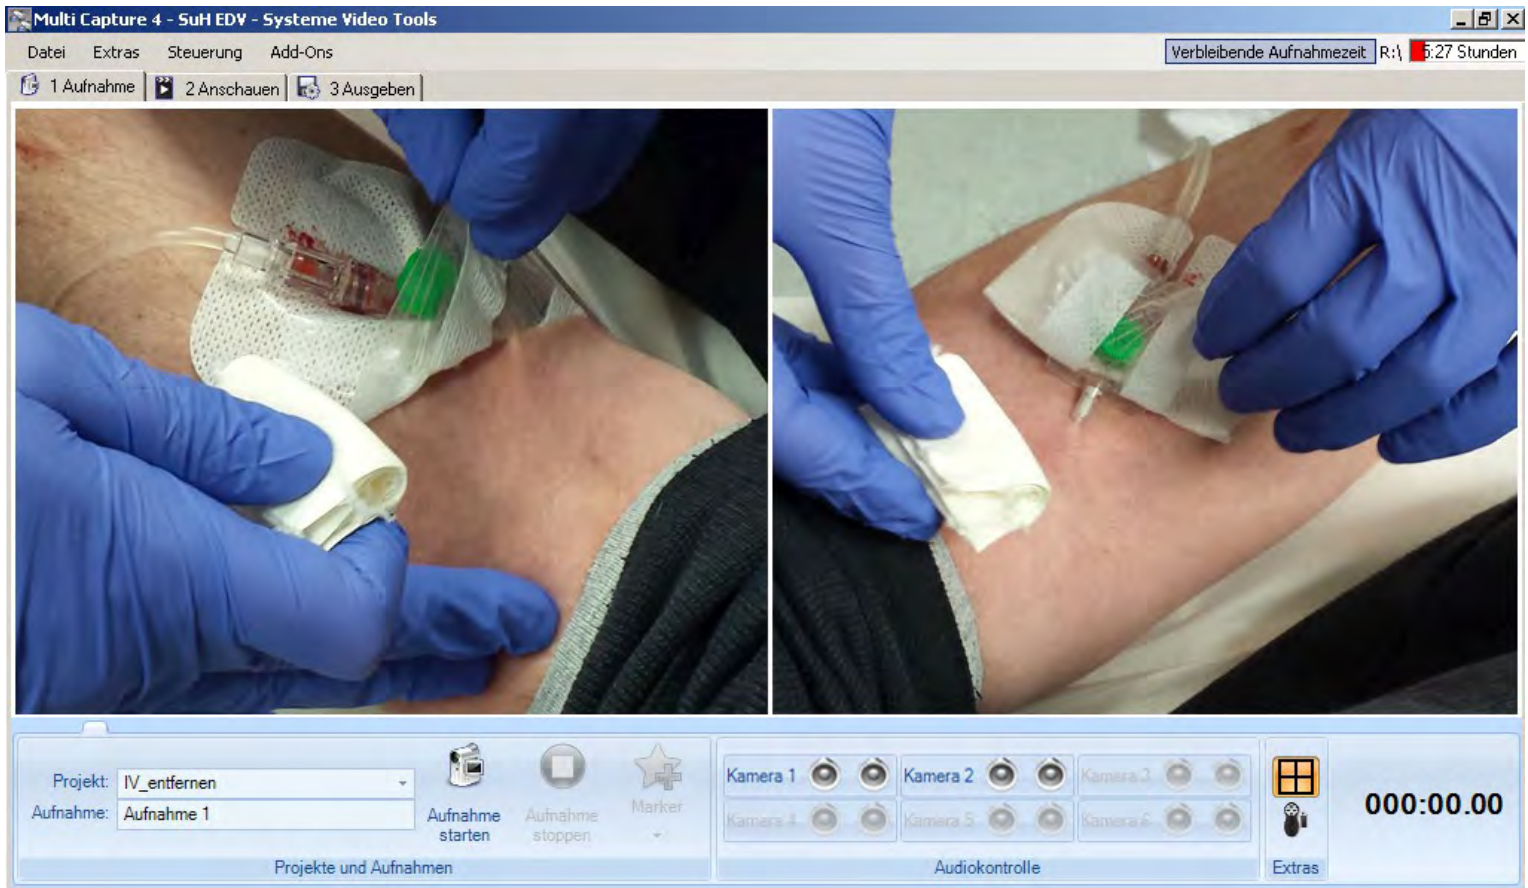 Multi Capture 4 - SuH EDV - Systeme Video Tools
Datei Extras Steuerung Add-Ons
Verbleibende Aufnahmezeit R:\ 5:27 Stunden
1 Aufnahme 2 Anschauen 3 Ausgeben
Projekt: IV_entfernen
Aufnahme: Aufnahme 1
Aufnahme starten
Aufnahme stoppen
Marker
Projekte und Aufnahmen
Kamera 1 Kamera 2 Kamera 3
Kamera 4 Kamera 5 Kamera 6
Audiokontrolle
Extras
000:00.00